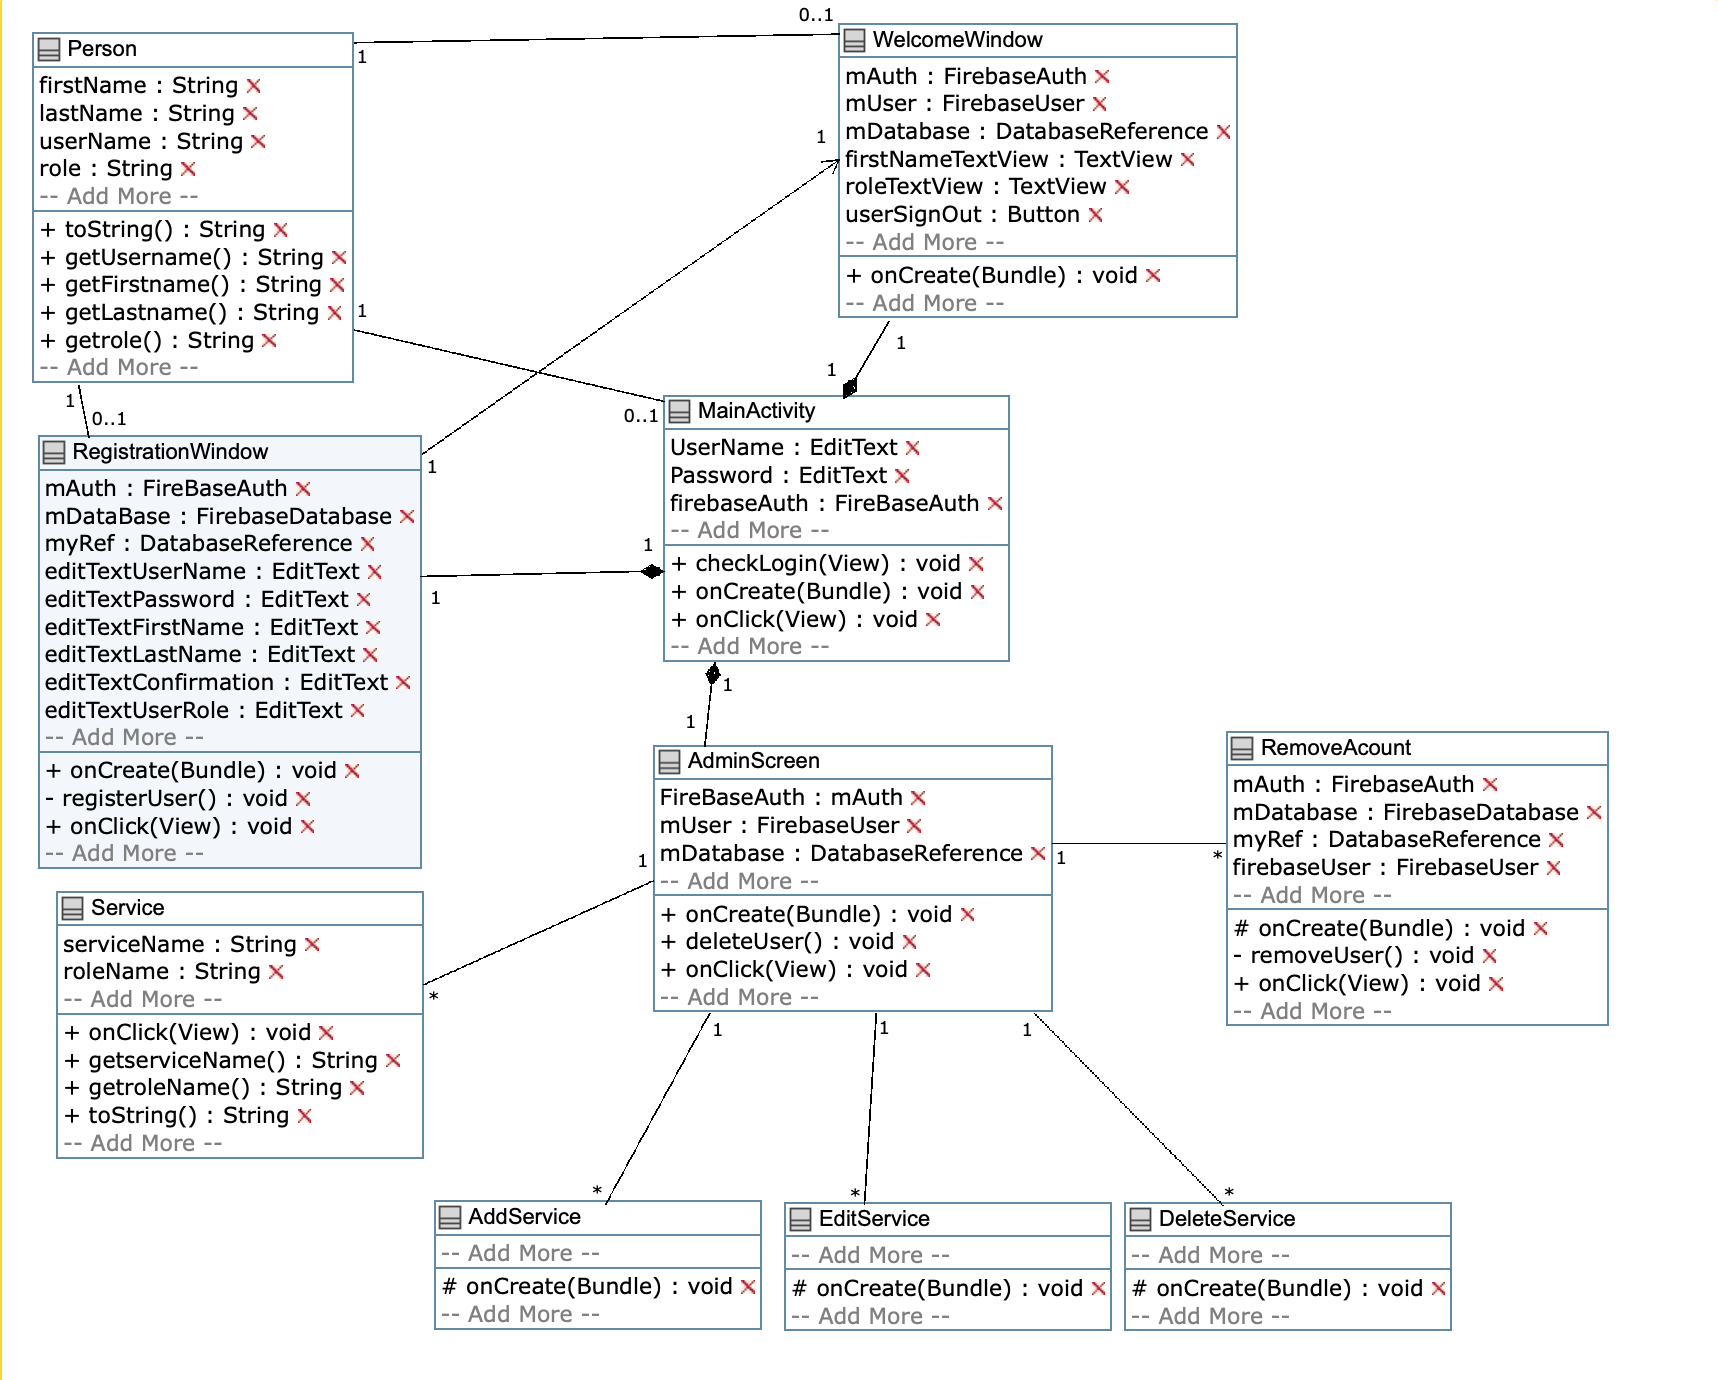 Person
firstName : String
lastName : String
userName : String
role : String
-- Add More --
+ toString() : String
+ getUsername() : String
+ getFirstname() : String
+ getLastname() : String
+ getrole() : String
-- Add More --
1
0..1
WelcomeWindow
mAuth : FirebaseAuth
mUser : FirebaseUser
mDatabase : DatabaseReference
firstNameTextView : TextView
roleTextView : TextView
userSignOut : Button
-- Add More --
+ onCreate(Bundle) : void
-- Add More --
1
1
1
1
0..1
1
0..1
RegistrationWindow
mAuth : FireBaseAuth
mDataBase : FirebaseDatabase
myRef : DatabaseReference
editTextUserName : EditText
editTextPassword : EditText
editTextFirstName : EditText
editTextLastName : EditText
editTextConfirmation : EditText
editTextUserRole : EditText
-- Add More --
+ onCreate(Bundle) : void
- registerUser() : void
+ onClick(View) : void
-- Add More --
1
1
1
MainActivity
UserName : EditText
Password : EditText
firebaseAuth : FireBaseAuth
-- Add More --
+ checkLogin(View) : void
+ onCreate(Bundle) : void
+ onClick(View) : void
-- Add More --
1
1
AdminScreen
FireBaseAuth : mAuth
mUser : FirebaseUser
mDatabase : DatabaseReference
-- Add More --
+ onCreate(Bundle) : void
+ deleteUser() : void
+ onClick(View) : void
-- Add More --
1
*
RemoveAcount
mAuth : FirebaseAuth
mDatabase : FirebaseDatabase
myRef : DatabaseReference
firebaseUser : FirebaseUser
-- Add More --
# onCreate(Bundle) : void
- removeUser() : void
+ onClick(View) : void
-- Add More --
1
*
Service
serviceName : String
roleName : String
-- Add More --
+ onClick(View) : void
+ getserviceName() : String
+ getroleName() : String
+ toString() : String
-- Add More --
1
1
1
*
*
*
AddService
-- Add More --
# onCreate(Bundle) : void
-- Add More --
EditService
-- Add More --
# onCreate(Bundle) : void
-- Add More --
DeleteService
-- Add More --
# onCreate(Bundle) : void
-- Add More --